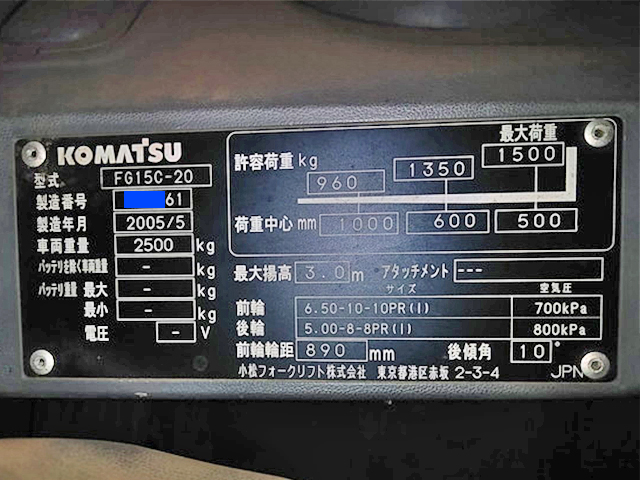 KOMATSU
型式 FG15C-20
製造番号 61
製造年月 2005/5
車両重量 2500 kg
バッテリを除く車両重量 - kg
バッテリ重量 最大 - kg
最小 - kg
電圧 - V
最大荷重
許容荷重 kg 960 1350 1500
荷重中心 mm 1000 600 500
最大揚高 3.0 m アタッチメント ---
サイズ 空気圧
前輪 6.50-10-10PR(I) 700kPa
後輪 5.00-8-8PR(I) 800kPa
前輪輪距 890 mm 後傾角 10°
小松フォークリフト株式会社 東京都港区赤坂 2-3-4 JPN